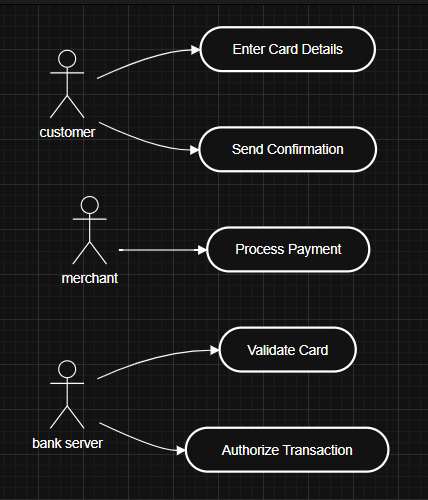 Enter Card Details
customer
Send Confirmation
Process Payment
merchant
Validate Card
bank server
Authorize Transaction